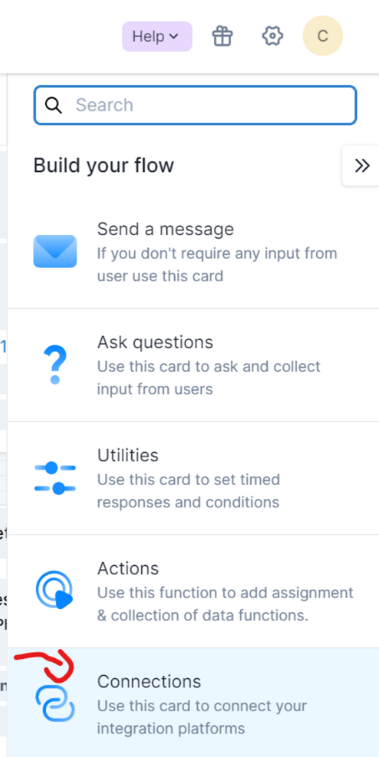 Help
C
Search
Build your flow
Send a message
If you don't require any input from
user use this card
Ask questions
Use this card to ask and collect
input from users
Utilities
Use this card to set timed
responses and conditions
Actions
Use this function to add assignment
& collection of data functions.
Connections
Use this card to connect your
integration platforms